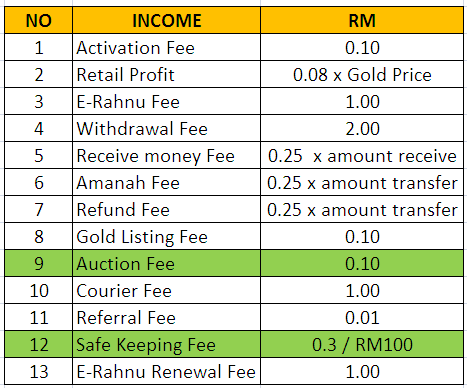 NO INCOME RM
1 Activation Fee 0.10
2 Retail Profit 0.08 x Gold Price
3 E-Rahnu Fee 1.00
4 Withdrawal Fee 2.00
5 Receive money Fee 0.25 x amount receive
6 Amanah Fee 0.25 x amount transfer
7 Refund Fee 0.25 x amount transfer
8 Gold Listing Fee 0.10
9 Auction Fee 0.10
10 Courier Fee 1.00
11 Referral Fee 0.01
12 Safe Keeping Fee 0.3 / RM100
13 E-Rahnu Renewal Fee 1.00